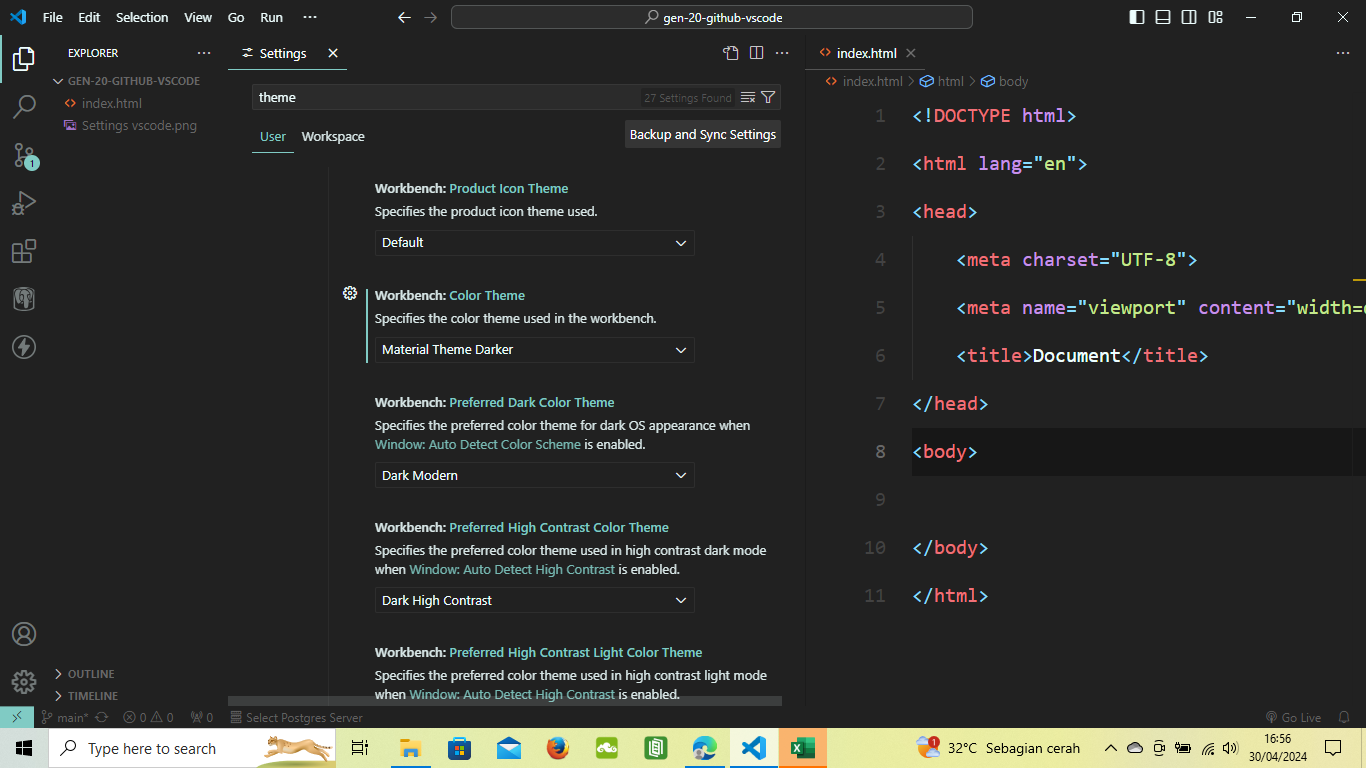 File Edit Selection View Go Run ···
gen-20-github-vscode
EXPLORER
GEN-20-GITHUB-VSCODE
index.html
Settings vscode.png
OUTLINE
TIMELINE
1
Settings
theme
27 Settings Found
User Workspace
Backup and Sync Settings
Workbench: Product Icon Theme
Specifies the product icon theme used.
Default
Workbench: Color Theme
Specifies the color theme used in the workbench.
Material Theme Darker
Workbench: Preferred Dark Color Theme
Specifies the preferred color theme for dark OS appearance when
Window: Auto Detect Color Scheme is enabled.
Dark Modern
Workbench: Preferred High Contrast Color Theme
Specifies the preferred color theme used in high contrast dark mode
when Window: Auto Detect High Contrast is enabled.
Dark High Contrast
Workbench: Preferred High Contrast Light Color Theme
Specifies the preferred color theme used in high contrast light mode
when Window: Auto Detect High Contrast is enabled.
index.html
index.html > html > body
1 <!DOCTYPE html>
2 <html lang="en">
3 <head>
4 <meta charset="UTF-8">
5 <meta name="viewport" content="width=
6 <title>Document</title>
7 </head>
8 <body>
9
10 </body>
11 </html>
main* 0 0 0 Select Postgres Server
Go Live
Type here to search
1
32°C Sebagian cerah
16:56
30/04/2024